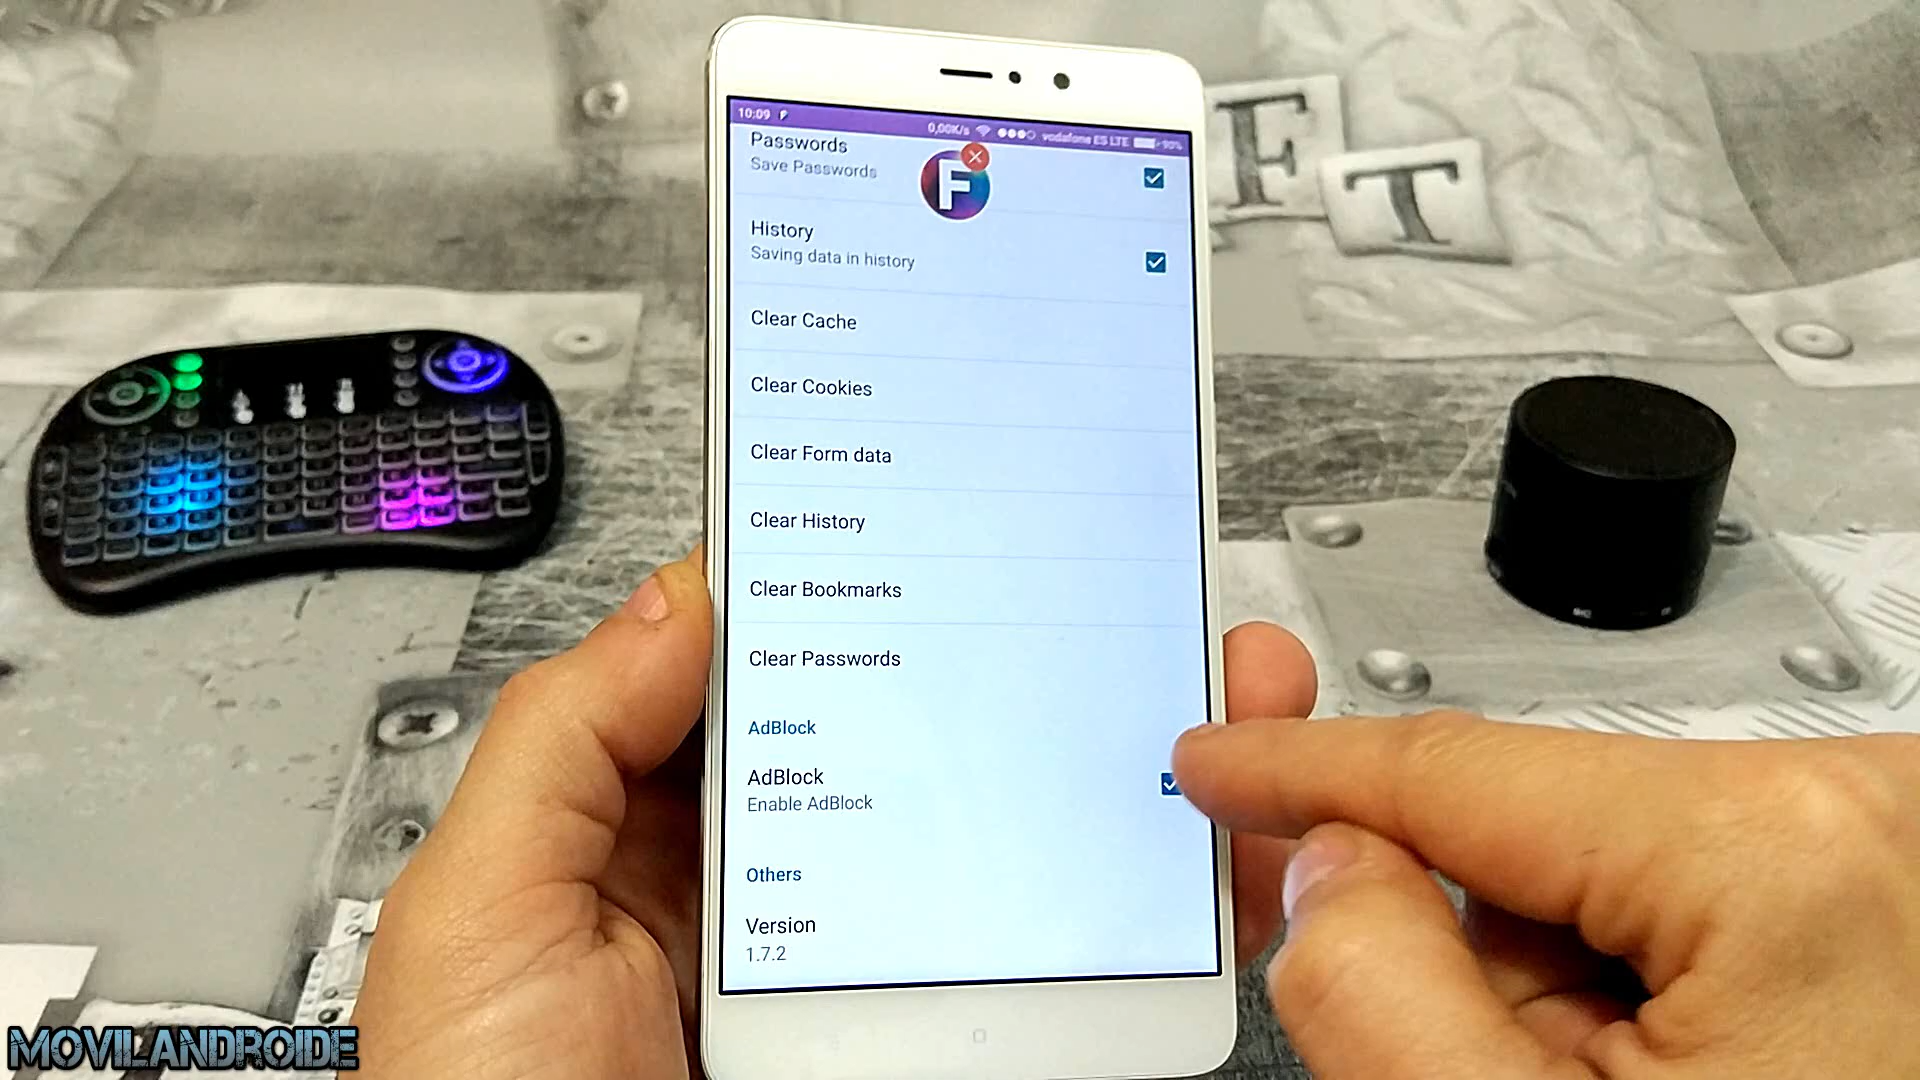 10:09
0,00K/s vodafone ES LTE 90%
Passwords
Save Passwords
F
History
Saving data in history
Clear Cache
Clear Cookies
Clear Form data
Clear History
Clear Bookmarks
Clear Passwords
AdBlock
AdBlock
Enable AdBlock
Others
Version
1.7.2
F
T
MOVILANDROIDE